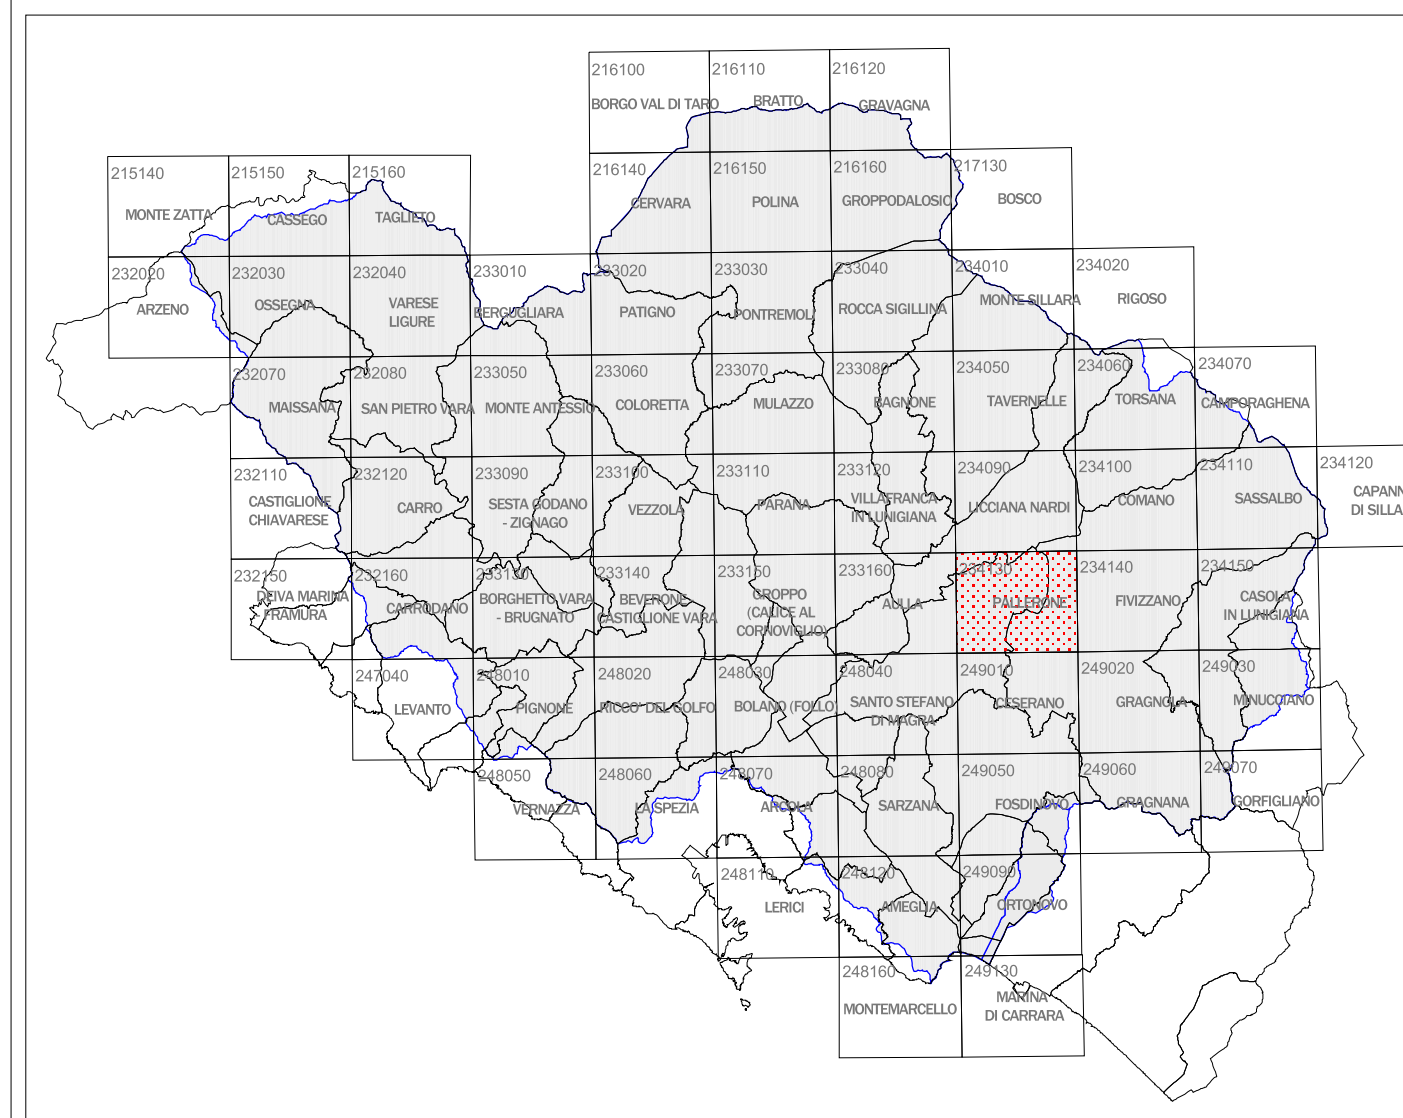 216100
BORGO VAL DI TARO
216110
BRATTO
216120
GRAVAGNA
215140
MONTE ZATTA
215150
CASSEGO
215160
TAGLIETO
216140
CERVARA
216150
POLINA
216160
GROPPODALOSIO
217130
BOSCO
232020
ARZENO
232030
OSSEGNA
232040
VARESE
LIGURE
233010
BERGUGLIARA
233020
PATIGNO
233030
PONTREMOLI
233040
ROCCA SIGILLINA
234010
MONTE SILLARA
234020
RIGOSO
232070
MAISSANA
232080
SAN PIETRO VARA
233050
MONTE ANTESSIO
233060
COLORETTA
233070
MULAZZO
233080
BAGNONE
234050
TAVERNELLE
234060
TORSANA
234070
CAMPORAGHENA
232110
CASTIGLIONE
CHIAVARESE
232120
CARRO
233090
SESTA GODANO
- ZIGNAGO
233100
VEZZOLA
233110
PARANA
233120
VILLAFRANCA
IN LUNIGIANA
234090
LICCIANA NARDI
234100
COMANO
234110
SASSALBO
234120
CAPANN
DI SILLA
232150
DEIVA MARINA
- FRAMURA
232160
CARRODANO
233130
BORGHETTO VARA
- BRUGNATO
233140
BEVERONE-
CASTIGLIONE VARA
233150
GROPPO
(CALICE AL
CORNOVIGLIO)
233160
AULLA
234130
PALLERONE
234140
FIVIZZANO
234150
CASOLA
IN LUNIGIANA
247040
LEVANTO
248010
PIGNONE
248020
RICCO' DEL GOLFO
248030
BOLANO (FOLLO)
248040
SANTO STEFANO
DI MAGRA
249010
CESERANO
249020
GRAGNOLA
249030
MINUCCIANO
248050
VERNAZZA
248060
LA SPEZIA
248070
ARCOLA
248080
SARZANA
249050
FOSDINOVO
249060
GRAGNANA
249070
GORFIGLIANO
248110
LERICI
248120
AMEGLIA
249090
ORTONOVO
248160
MONTEMARCELLO
249130
MARINA
DI CARRARA